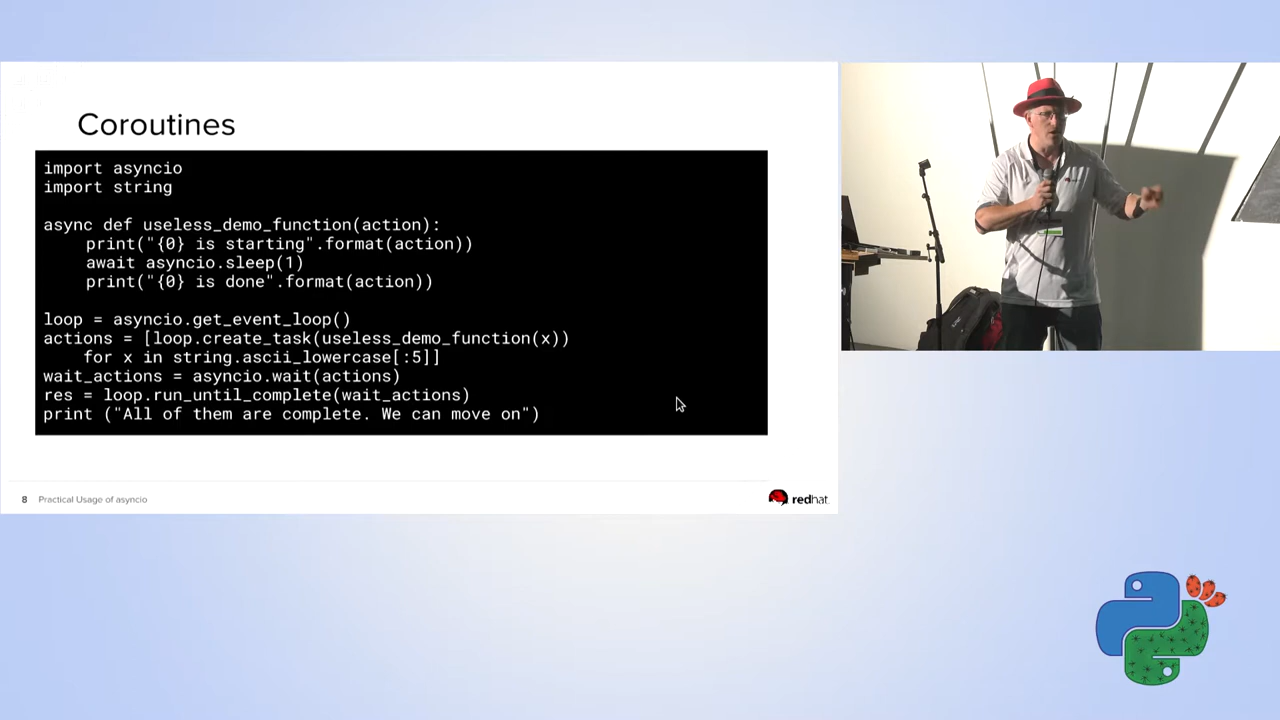 Coroutines
import asyncio
import string
async def useless_demo_function(action):
    print("{0} is starting".format(action))
    await asyncio.sleep(1)
    print("{0} is done".format(action))
loop = asyncio.get_event_loop()
actions = [loop.create_task(useless_demo_function(x))
    for x in string.ascii_lowercase[:5]]
wait_actions = asyncio.wait(actions)
res = loop.run_until_complete(wait_actions)
print ("All of them are complete. We can move on")
8 Practical Usage of asyncio
redhat.